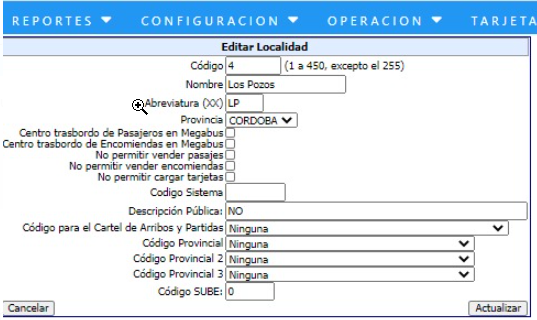 REPORTES CONFIGURACION OPERACION TARJETA
Editar Localidad
Código 4 (1 a 450, excepto el 255)
Nombre Los Pozos
Abreviatura (XX) LP
Provincia CORDOBA
Centro trasbordo de Pasajeros en Megabus
Centro trasbordo de Encomiendas en Megabus
No permitir vender pasajes
No permitir vender encomiendas
No permitir cargar tarjetas
Codigo Sistema
Descripción Pública: NO
Código para el Cartel de Arribos y Partidas Ninguna
Código Provincial Ninguna
Código Provincial 2 Ninguna
Código Provincial 3 Ninguna
Código SUBE: 0
Cancelar Actualizar